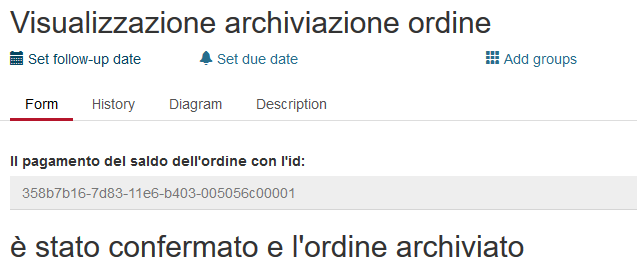 Visualizzazione archiviazione ordine
Set follow-up date Set due date Add groups
Form History Diagram Description
Il pagamento del saldo dell'ordine con l'id:
358b7b16-7d83-11e6-b403-005056c00001
è stato confermato e l'ordine archiviato